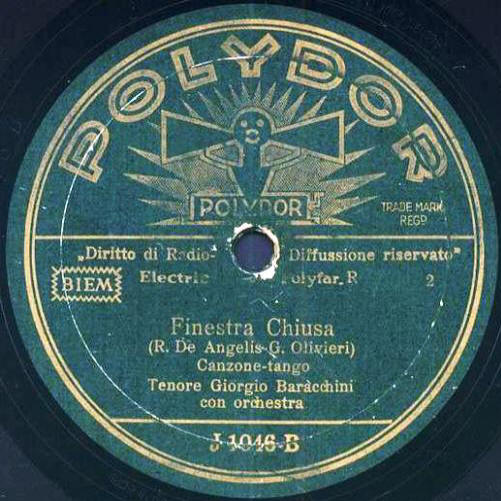 POLYDOR
POLYDOR
TRADE MARK
REGD
„Diritto di Radio- Diffussione riservato"
BIEM Electric Polyfar. R 2
Finestra Chiusa
(R. De Angelis-G. Olivieri)
Canzone-tango
Tenore Giorgio Baracchini
con orchestra
J 1046-B